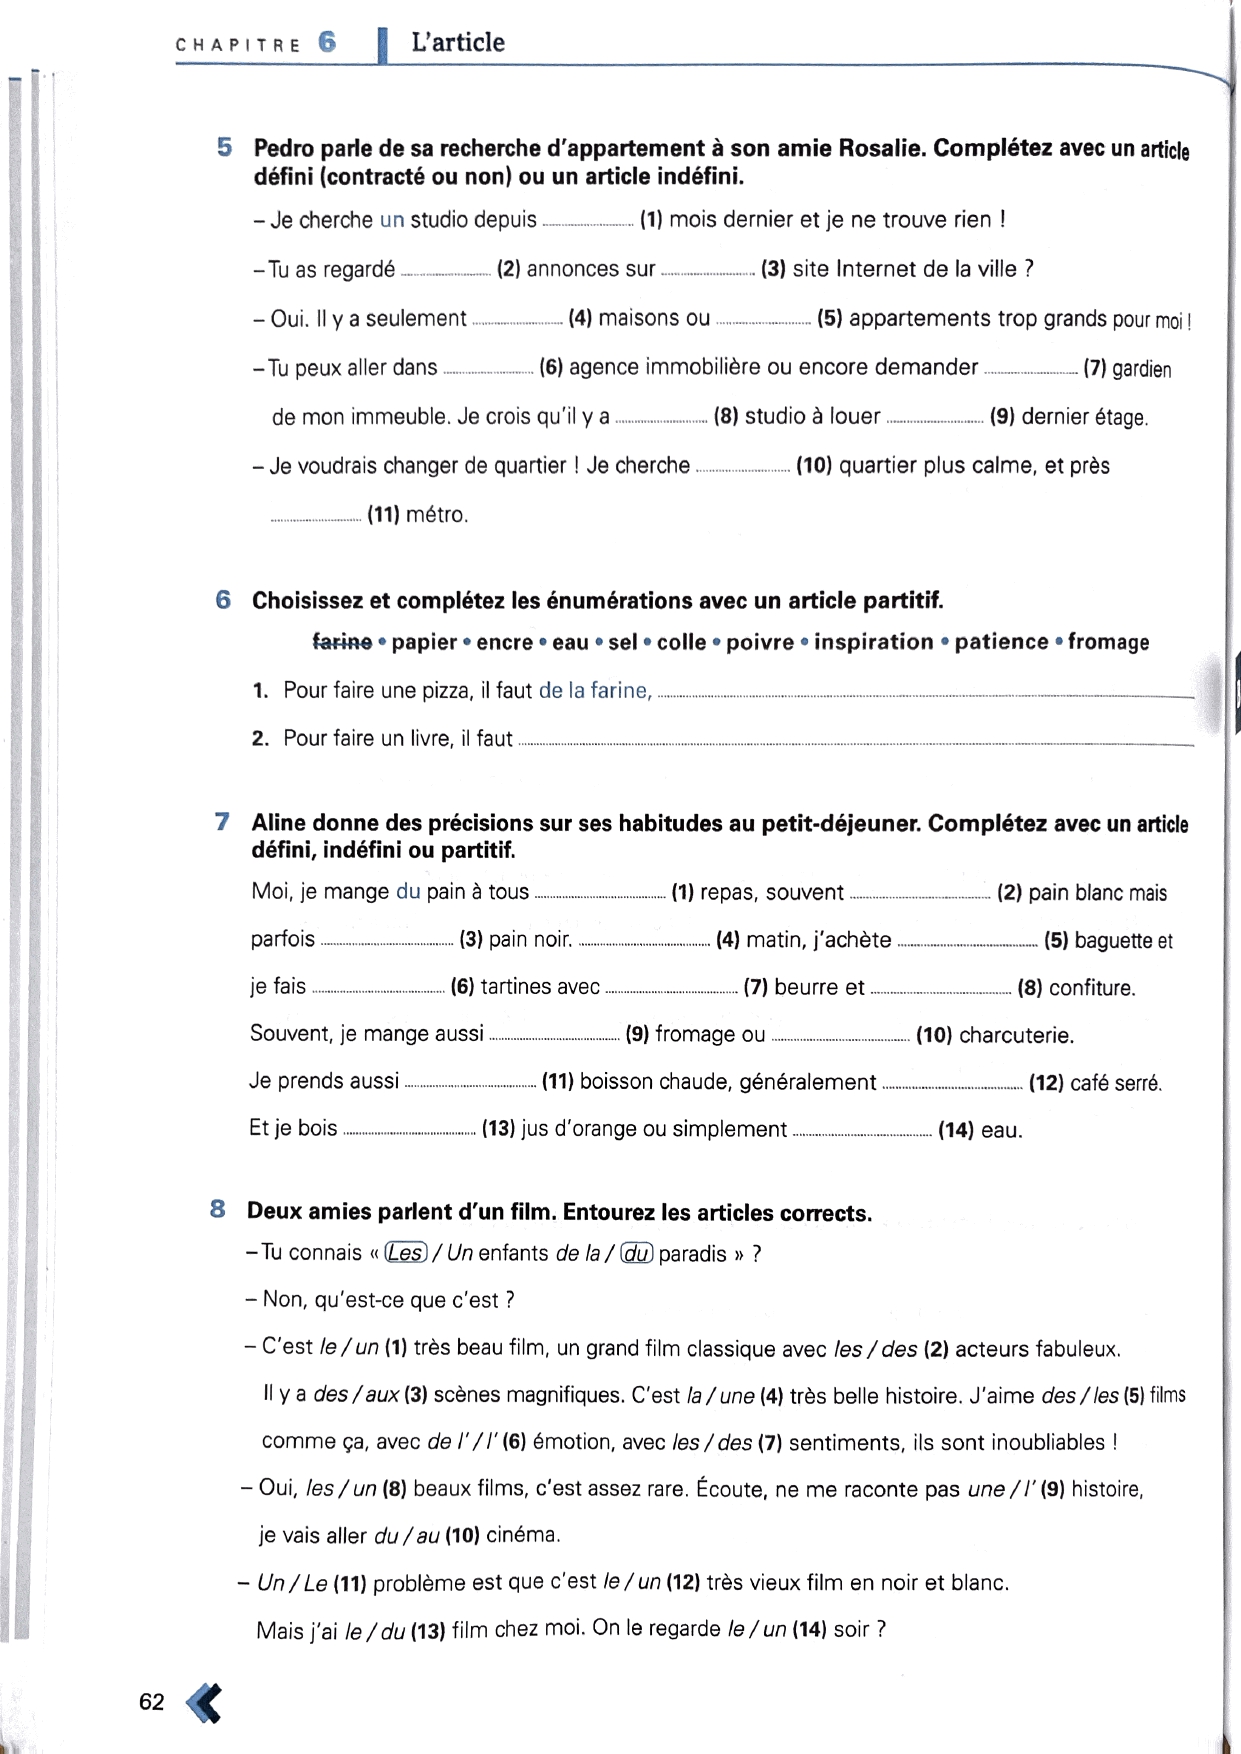 CHAPITRE 6 L'article
5 Pedro parle de sa recherche d'appartement à son amie Rosalie. Complétez avec un article
défini (contracté ou non) ou un article indéfini.
– Je cherche un studio depuis .................... (1) mois dernier et je ne trouve rien !
– Tu as regardé .................... (2) annonces sur .................... (3) site Internet de la ville ?
– Oui. Il y a seulement .................... (4) maisons ou .................... (5) appartements trop grands pour moi !
– Tu peux aller dans .................... (6) agence immobilière ou encore demander .................... (7) gardien
de mon immeuble. Je crois qu'il y a .................... (8) studio à louer .................... (9) dernier étage.
– Je voudrais changer de quartier ! Je cherche .................... (10) quartier plus calme, et près
.................... (11) métro.
6 Choisissez et complétez les énumérations avec un article partitif.
farine • papier • encre • eau • sel • colle • poivre • inspiration • patience • fromage
1. Pour faire une pizza, il faut de la farine, ....................
2. Pour faire un livre, il faut ....................
7 Aline donne des précisions sur ses habitudes au petit-déjeuner. Complétez avec un article
défini, indéfini ou partitif.
Moi, je mange du pain à tous .................... (1) repas, souvent .................... (2) pain blanc mais
parfois .................... (3) pain noir. .................... (4) matin, j'achète .................... (5) baguette et
je fais .................... (6) tartines avec .................... (7) beurre et .................... (8) confiture.
Souvent, je mange aussi .................... (9) fromage ou .................... (10) charcuterie.
Je prends aussi .................... (11) boisson chaude, généralement .................... (12) café serré.
Et je bois .................... (13) jus d'orange ou simplement .................... (14) eau.
8 Deux amies parlent d'un film. Entourez les articles corrects.
– Tu connais « Les / Un enfants de la / du paradis » ?
– Non, qu'est-ce que c'est ?
– C'est le / un (1) très beau film, un grand film classique avec les / des (2) acteurs fabuleux.
Il y a des / aux (3) scènes magnifiques. C'est la / une (4) très belle histoire. J'aime des / les (5) films
comme ça, avec de l' / l' (6) émotion, avec les / des (7) sentiments, ils sont inoubliables !
– Oui, les / un (8) beaux films, c'est assez rare. Écoute, ne me raconte pas une / l' (9) histoire,
je vais aller du / au (10) cinéma.
– Un / Le (11) problème est que c'est le / un (12) très vieux film en noir et blanc.
Mais j'ai le / du (13) film chez moi. On le regarde le / un (14) soir ?
62